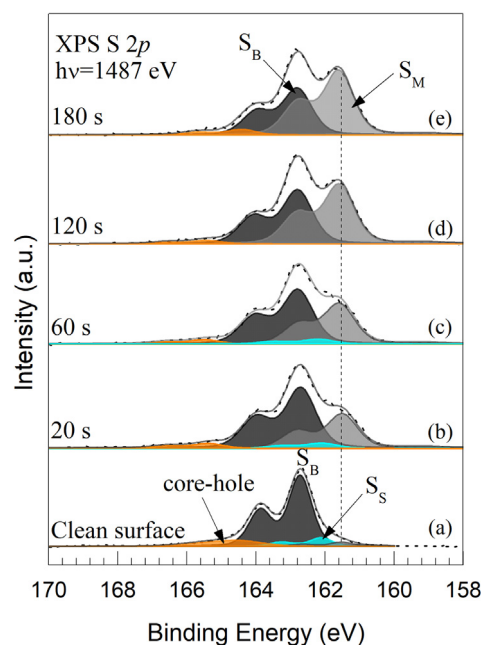 XPS S 2p
hν=1487 eV
180 s
S_B
S_M
(e)
120 s
(d)
60 s
(c)
20 s
(b)
S_B
core-hole
S_S
Clean surface
(a)
Intensity (a.u.)
170 168 166 164 162 160 158
Binding Energy (eV)